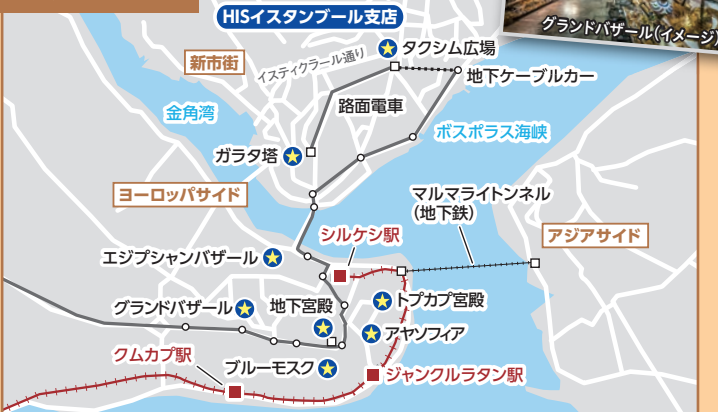 HISイスタンブール支店
グランドバザール(イメージ)
タクシム広場
新市街
イスティクラール通り
地下ケーブルカー
路面電車
金角湾
ボスポラス海峡
ガラタ塔
ヨーロッパサイド
マルマライトンネル
(地下鉄)
シルケシ駅
アジアサイド
エジプシャンバザール
グランドバザール
地下宮殿
トプカプ宮殿
アヤソフィア
クムカプ駅
ブルーモスク
ジャンクルラタン駅